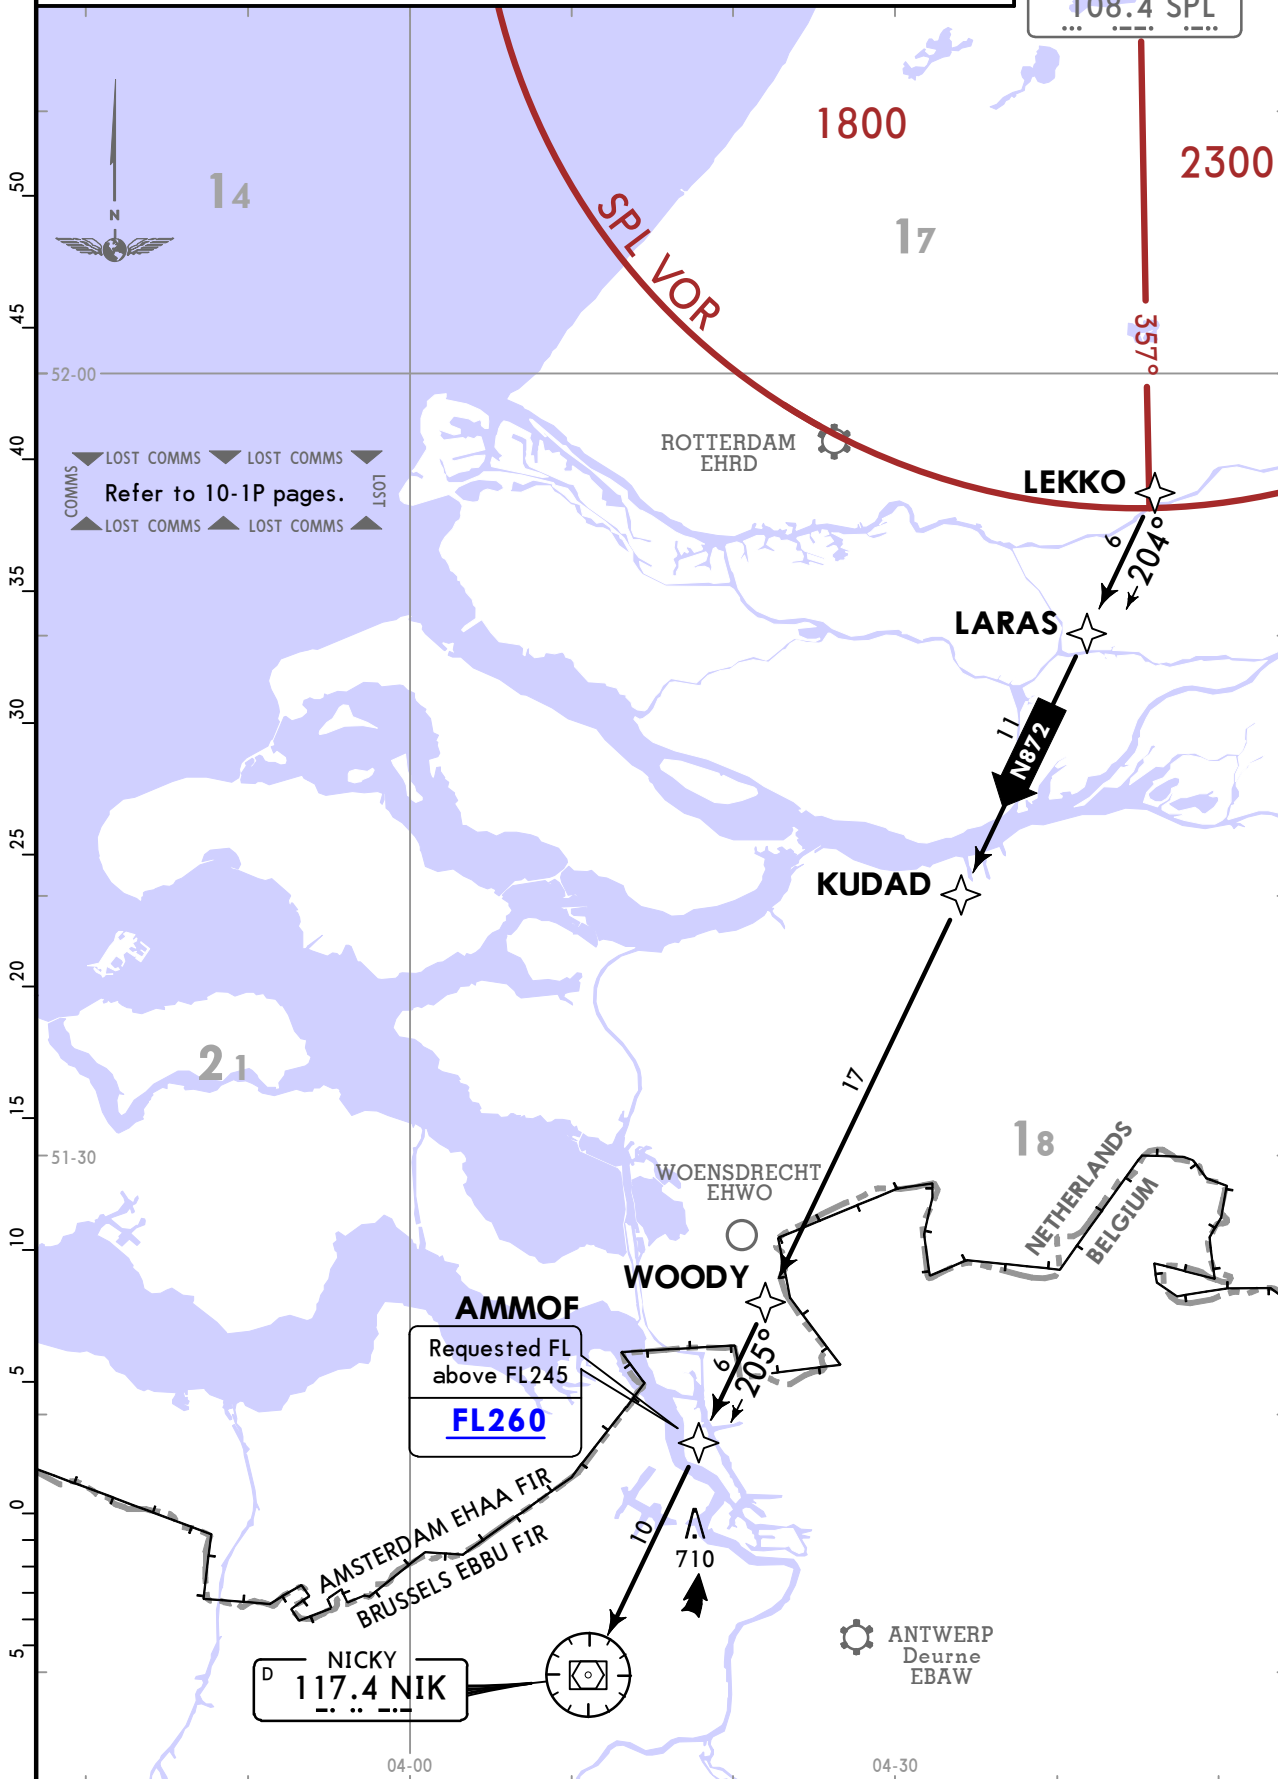 108.4 SPL
1800
2300
50
14
N
SPL VOR
17
45
357°
52-00
ROTTERDAM
EHRD
40
LOST COMMS LOST COMMS
COMMS
Refer to 10-1P pages.
LOST
LOST COMMS LOST COMMS
LEKKO
6
204°
35
LARAS
30
11
N872
25
KUDAD
20
21
17
15
18
51-30
NETHERLANDS
BELGIUM
WOENSDRECHT
EHWO
10
WOODY
AMMOF
Requested FL
above FL245
FL260
6
205°
5
0
AMSTERDAM EHAA FIR
BRUSSELS EBBU FIR
10
710
5
ANTWERP
Deurne
EBAW
NICKY
D
117.4 NIK
04-00
04-30